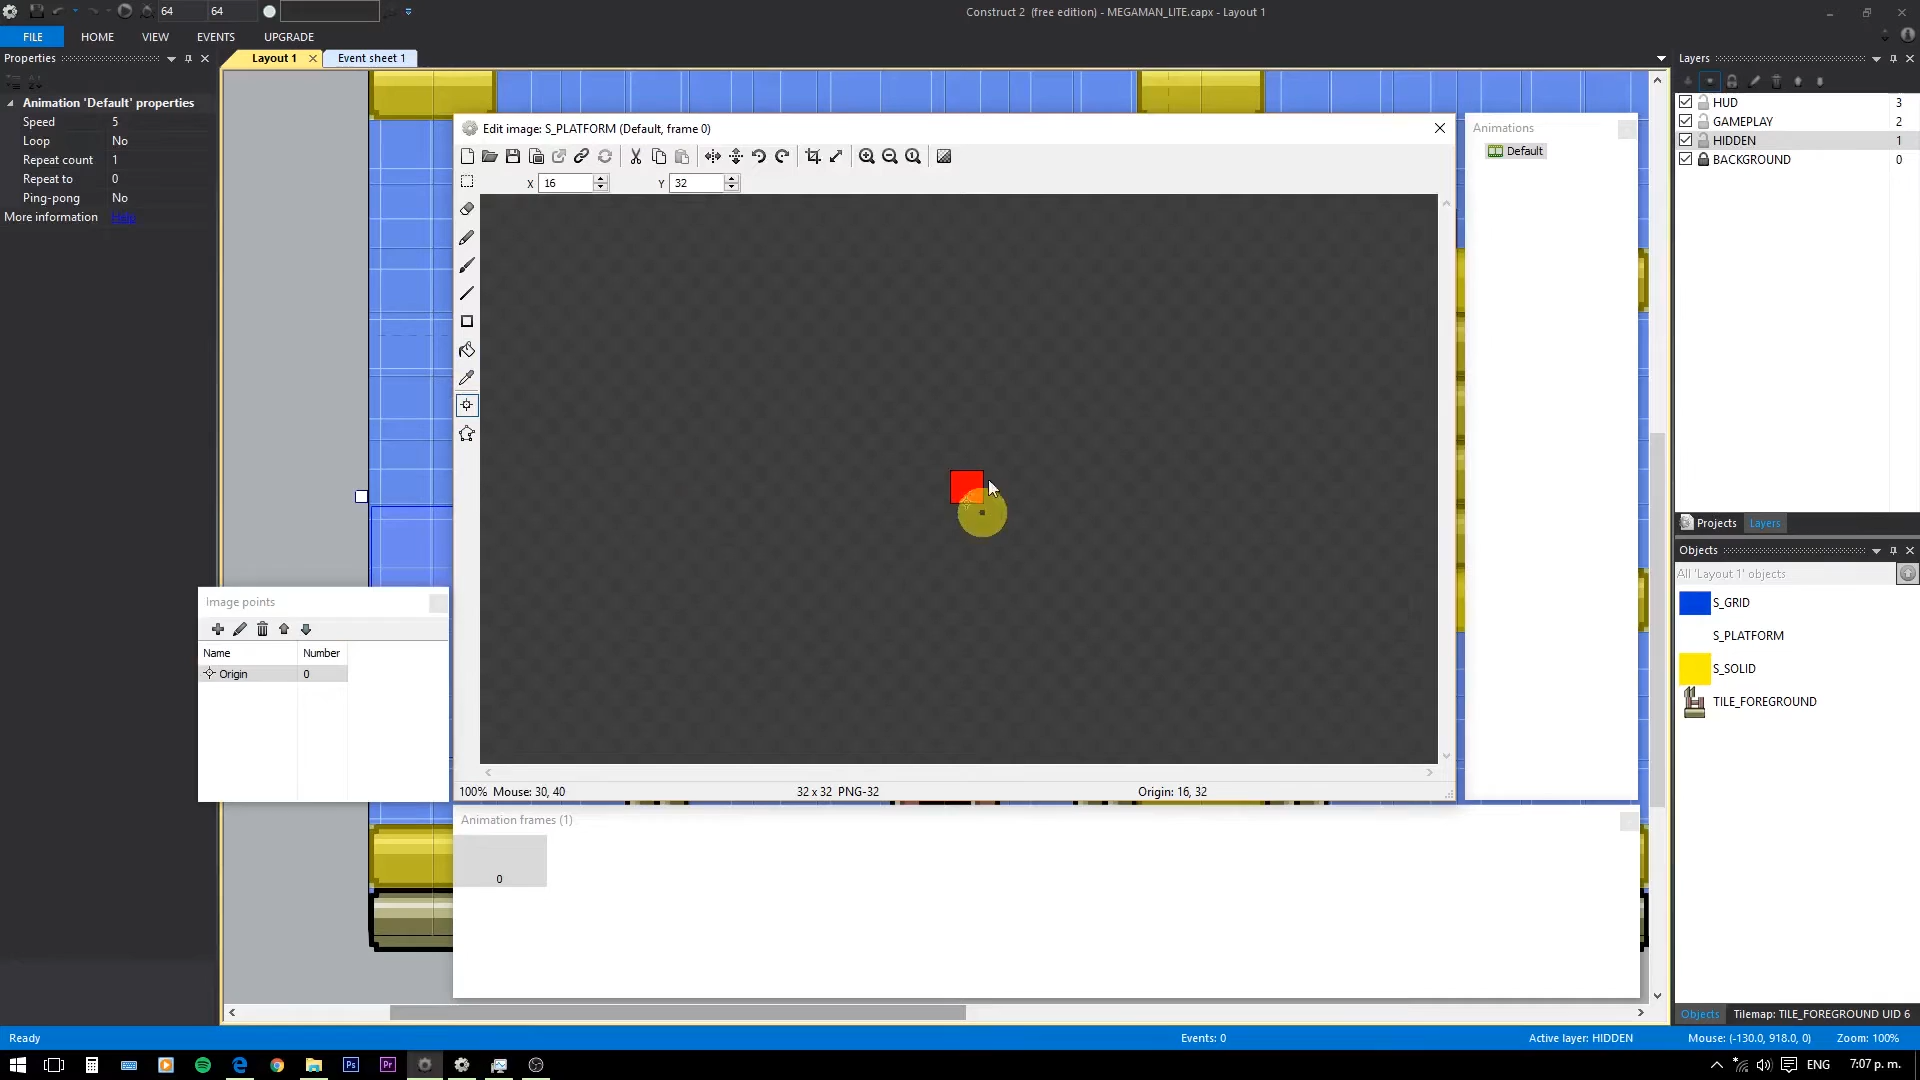 64 64
Construct 2 (free edition) - MEGAMAN_LITE.capx - Layout 1
FILE HOME VIEW EVENTS UPGRADE
Properties
Animation 'Default' properties
Speed 5
Loop No
Repeat count 1
Repeat to 0
Ping-pong No
More information Help
Layout 1
Event sheet 1
Edit image: S_PLATFORM (Default, frame 0)
X 16 Y 32
100% Mouse: 30, 40 32 x 32 PNG-32 Origin: 16, 32
Image points
Name Number
Origin 0
Animation frames (1)
0
Animations
Default
Layers
HUD 3
GAMEPLAY 2
HIDDEN 1
BACKGROUND 0
Projects Layers
Objects
All 'Layout 1' objects
S_GRID
S_PLATFORM
S_SOLID
TILE_FOREGROUND
Objects Tilemap: TILE_FOREGROUND UID 6
Ready Events: 0 Active layer: HIDDEN Mouse: (-130.0, 918.0, 0) Zoom: 100%
Ps Pr ENG 7:07 p. m.